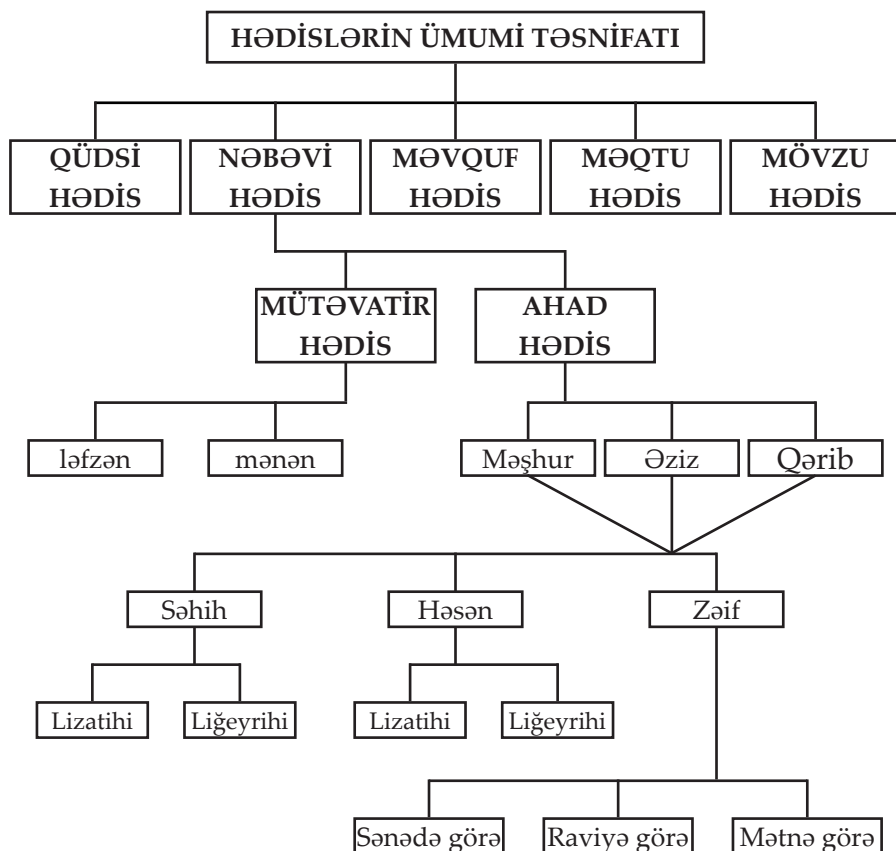 HƏDİSLƏRİN ÜMUMİ TƏSNİFATI
QÜDSİ
HƏDİS
NƏBƏVİ
HƏDİS
MƏVQUF
HƏDİS
MƏQTU
HƏDİS
MÖVZU
HƏDİS
MÜTƏVATİR
HƏDİS
AHAD
HƏDİS
ləfzən
mənən
Məşhur
Əziz
Qərib
Səhih
Həsən
Zəif
Lizatihi
Liğeyrihi
Lizatihi
Liğeyrihi
Sənədə görə
Raviyə görə
Mətnə görə